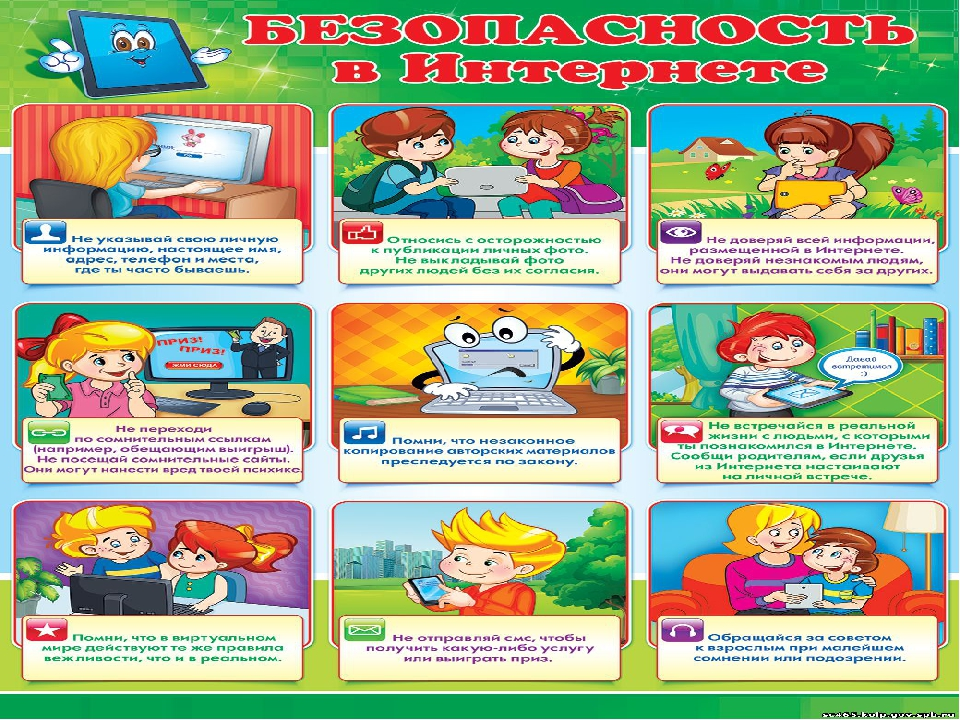 БЕЗОПАСНОСТЬ
в Интернете
Не указывай свою личную
информацию, настоящее имя,
адрес, телефон и места,
где ты часто бываешь.
Относись с осторожностью
к публикации личных фото.
Не выкладывай фото
других людей без их согласия.
Не доверяй всей информации,
размещенной в Интернете.
Не доверяй незнакомым людям,
они могут выдавать себя за других.
ПРИЗ!
ПРИЗ!
ЖМИ СЮДА
Не переходи
по сомнительным ссылкам
(например, обещающим выигрыш).
Не посещай сомнительные сайты.
Они могут нанести вред твоей психике.
Помни, что незаконное
копирование авторских материалов
преследуется по закону.
Давай
встретимся
:)
Не встречайся в реальной
жизни с людьми, с которыми
ты познакомился в Интернете.
Сообщи родителям, если друзья
из Интернета настаивают
на личной встрече.
Помни, что в виртуальном
мире действуют те же правила
вежливости, что и в реальном.
Не отправляй смс, чтобы
получить какую-либо услугу
или выиграть приз.
Обращайся за советом
к взрослым при малейшем
сомнении или подозрении.